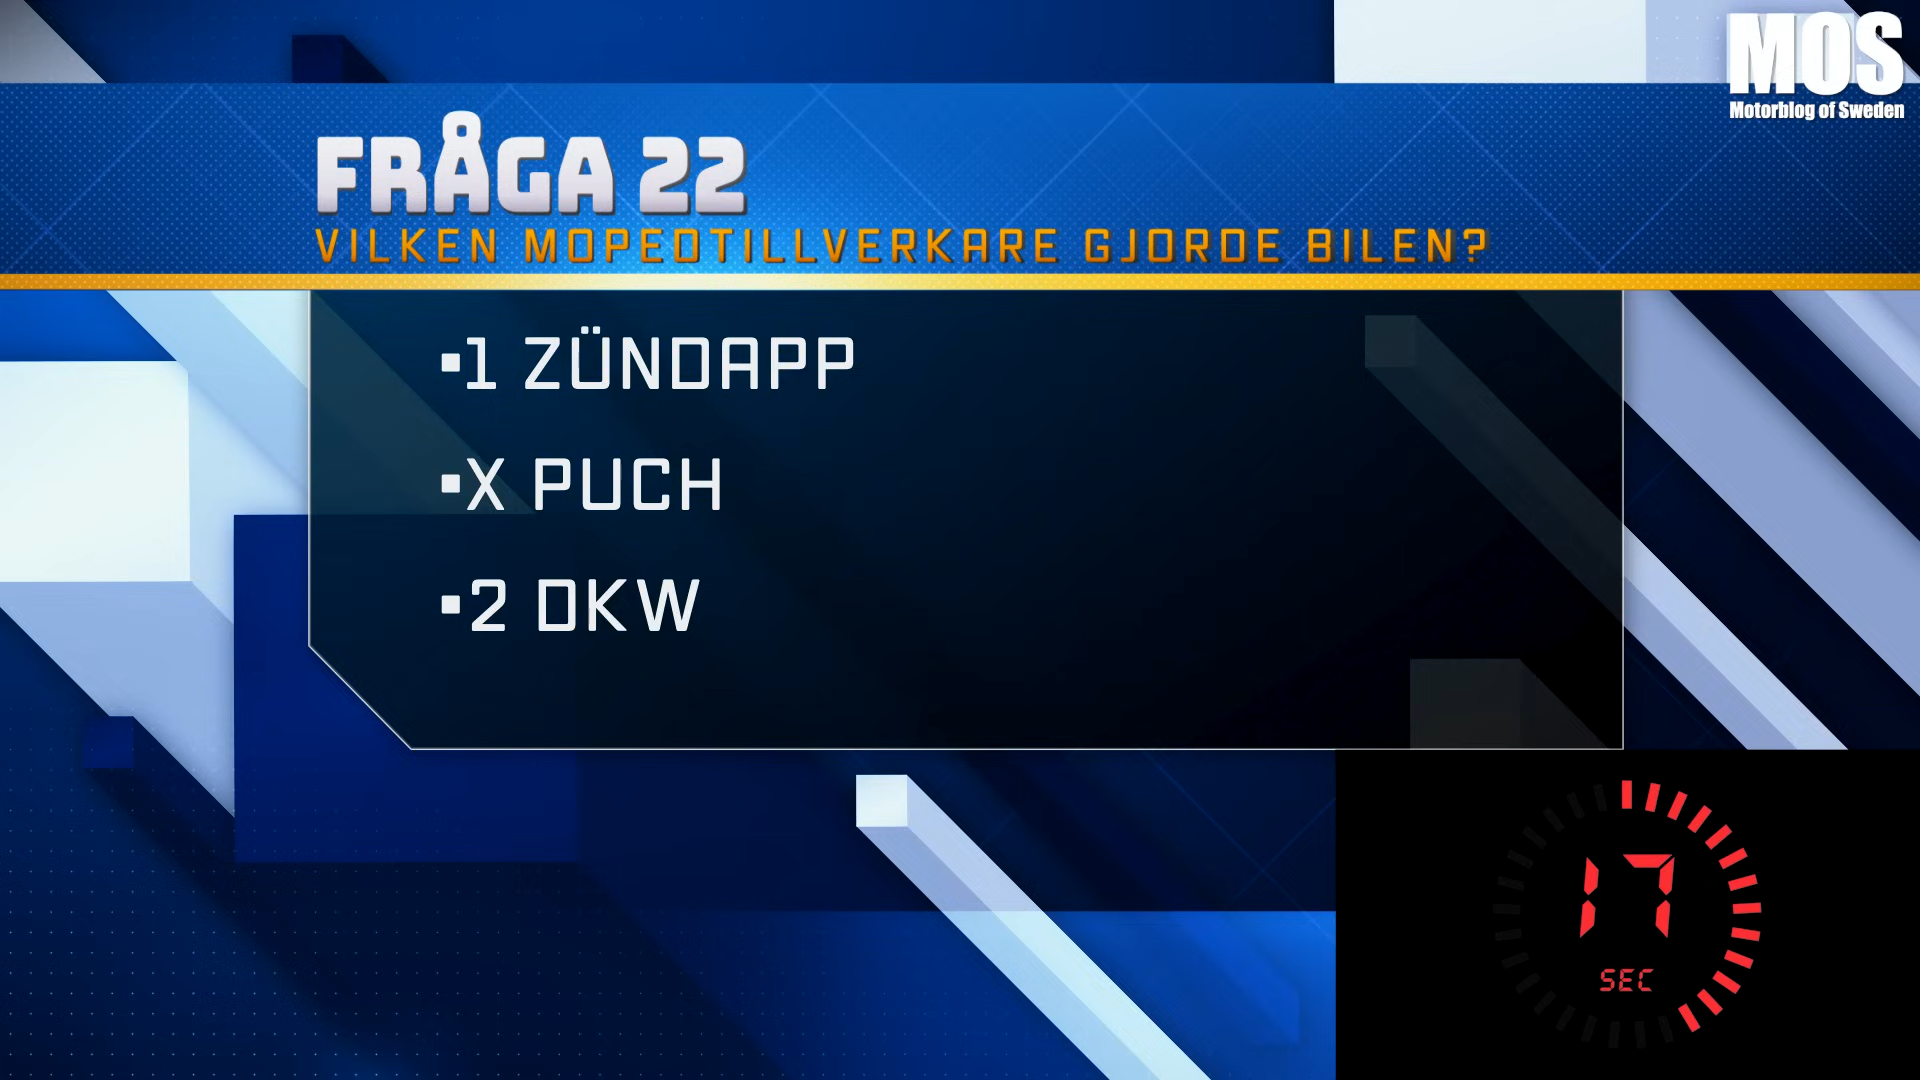 MOS
Motorblog of Sweden
FRÅGA 22
VILKEN MOPEDTILLVERKARE GJORDE BILEN?
▪1 ZÜNDAPP
▪X PUCH
▪2 DKW
17
SEC